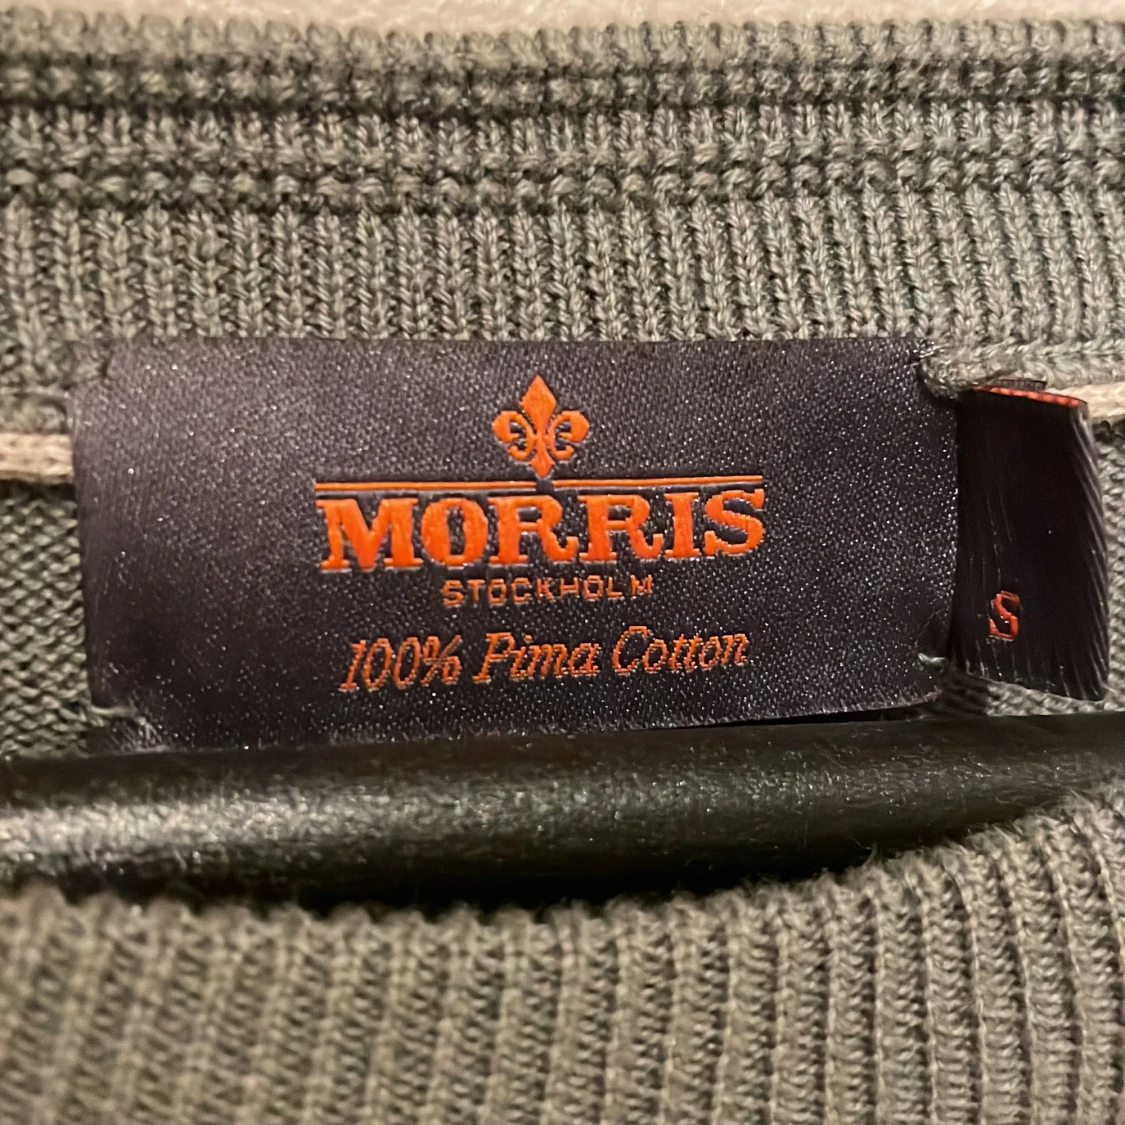 MORRIS
STOCKHOLM
100% Pima Cotton
S